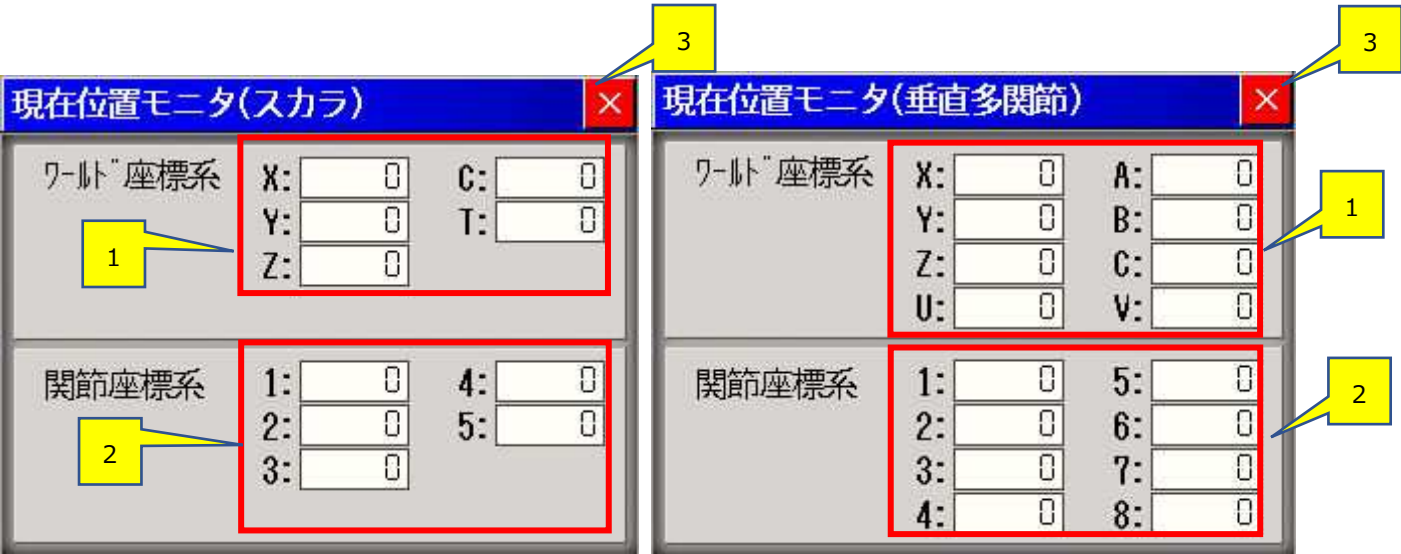 3
現在位置モニタ(スカラ) ×
ワールド座標系 X: 0 C: 0
Y: 0 T: 0
1
Z: 0
関節座標系 1: 0 4: 0
2: 0 5: 0
2
3: 0
3
現在位置モニタ(垂直多関節) ×
ワールド座標系 X: 0 A: 0
Y: 0 B: 0
1
Z: 0 C: 0
U: 0 V: 0
関節座標系 1: 0 5: 0
2: 0 6: 0
2
3: 0 7: 0
4: 0 8: 0